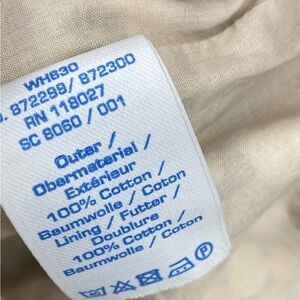 WH630
872299/ 872300
RN 118027
SC 8060 / 001
Outer /
Obermaterial /
Extérieur
100% Cotton /
Baumwolle / Coton
Lining / Futter /
Doublure
100% Cotton /
Baumwolle / Coton
P